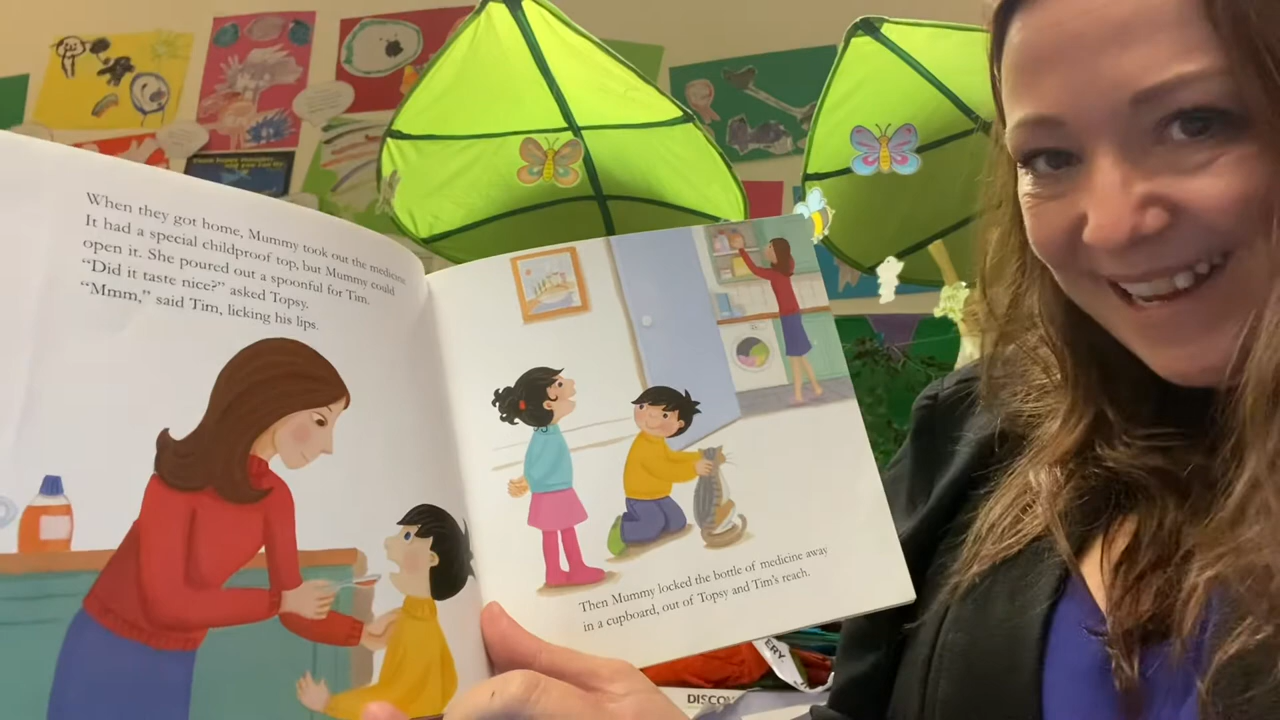 When they got home, Mummy took out the medicine
It had a special childproof top, but Mummy could
open it. She poured out a spoonful for Tim.
"Did it taste nice?" asked Topsy.
"Mmm," said Tim, licking his lips.
Then Mummy locked the bottle of medicine away
in a cupboard, out of Topsy and Tim's reach.
ERY.
DISCOV